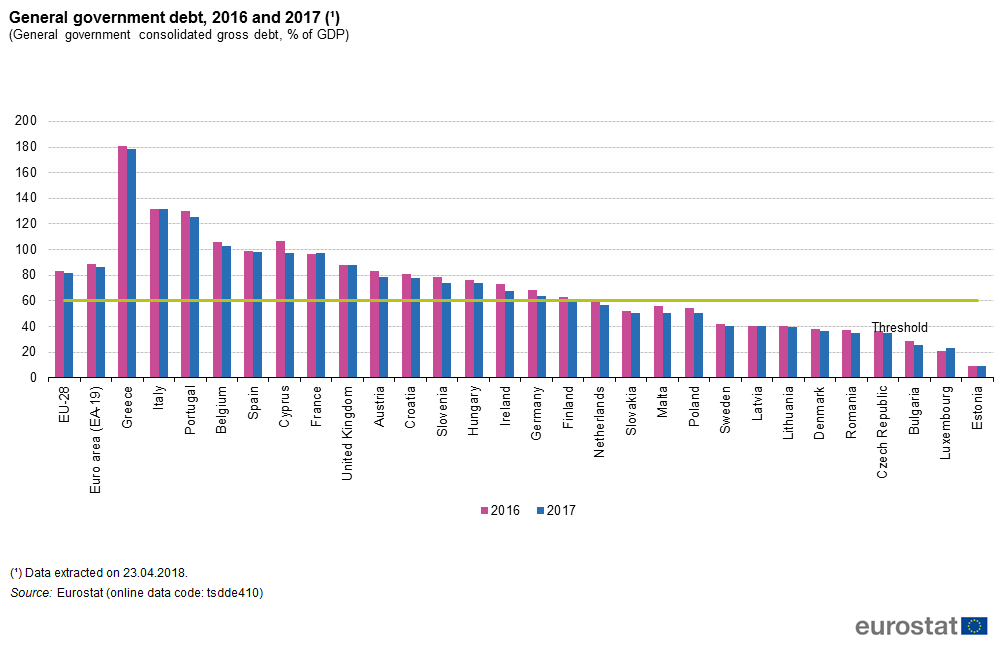 General government debt, 2016 and 2017 (¹)
(General government consolidated gross debt, % of GDP)
200
180
160
140
120
100
80
60
40
20
0
Threshold
EU-28
Euro area (EA-19)
Greece
Italy
Portugal
Belgium
Spain
Cyprus
France
United Kingdom
Austria
Croatia
Slovenia
Hungary
Ireland
Germany
Finland
Netherlands
Slovakia
Malta
Poland
Sweden
Latvia
Lithuania
Denmark
Romania
Czech Republic
Bulgaria
Luxembourg
Estonia
2016 2017
(¹) Data extracted on 23.04.2018.
Source: Eurostat (online data code: tsdde410)
eurostat